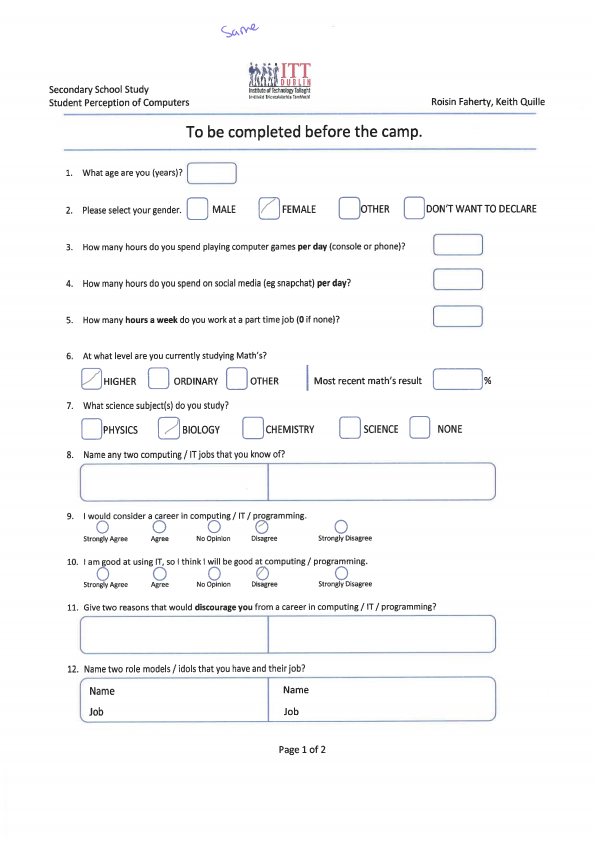 Same
ITT
DUBLIN
Institute of Technology Tallaght
Secondary School Study
Student Perception of Computers
Roisin Faherty, Keith Quille
To be completed before the camp.
1. What age are you (years)?
2. Please select your gender. MALE FEMALE OTHER DON'T WANT TO DECLARE
3. How many hours do you spend playing computer games per day (console or phone)?
4. How many hours do you spend on social media (eg snapchat) per day?
5. How many hours a week do you work at a part time job (0 if none)?
6. At what level are you currently studying Math's?
HIGHER ORDINARY OTHER Most recent math's result %
7. What science subject(s) do you study?
PHYSICS BIOLOGY CHEMISTRY SCIENCE NONE
8. Name any two computing / IT jobs that you know of?
9. I would consider a career in computing / IT / programming.
Strongly Agree Agree No Opinion Disagree Strongly Disagree
10. I am good at using IT, so I think I will be good at computing / programming.
Strongly Agree Agree No Opinion Disagree Strongly Disagree
11. Give two reasons that would discourage you from a career in computing / IT / programming?
12. Name two role models / idols that you have and their job?
Name Name
Job Job
Page 1 of 2